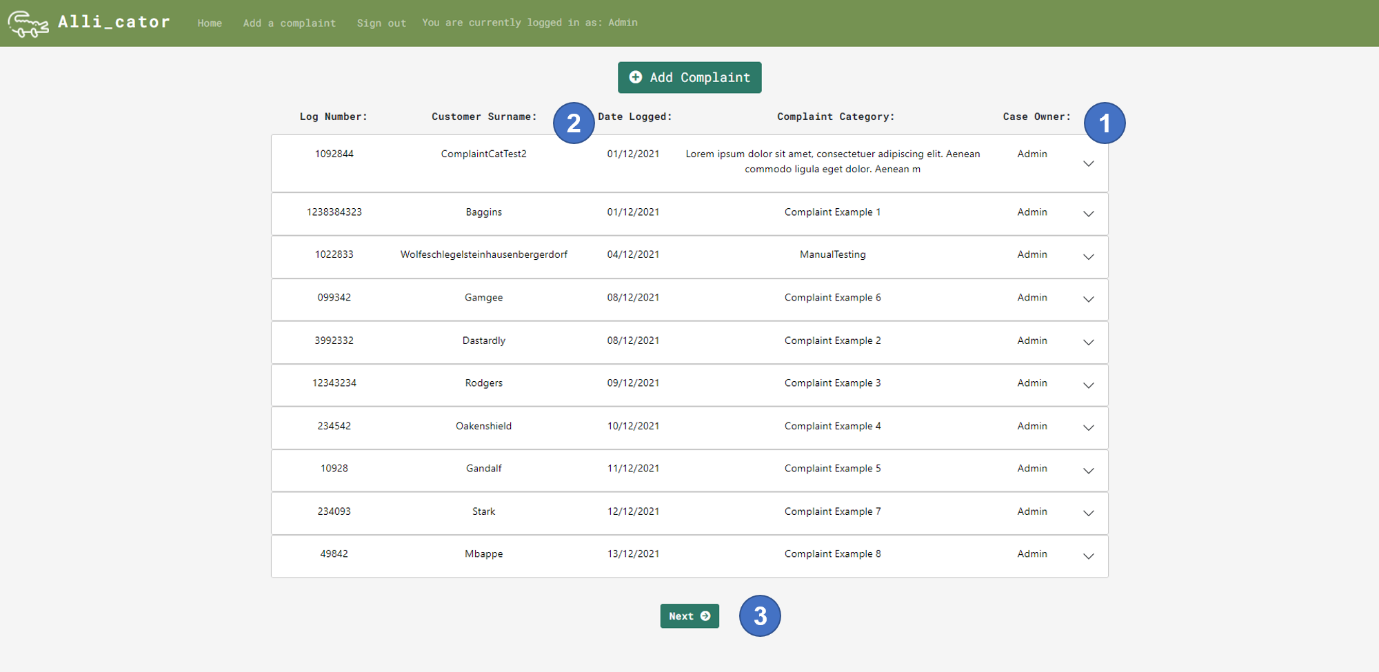 Alli_cator Home Add a complaint Sign out You are currently logged in as: Admin
Add Complaint
Log Number: Customer Surname: 2 Date Logged: Complaint Category: Case Owner: 1
1092844 ComplaintCatTest2 01/12/2021 Lorem ipsum dolor sit amet, consectetuer adipiscing elit. Aenean Admin
commodo ligula eget dolor. Aenean m
1238384323 Baggins 01/12/2021 Complaint Example 1 Admin
1022833 Wolfeschlegelsteinhausenbergerdorf 04/12/2021 ManualTesting Admin
099342 Gamgee 08/12/2021 Complaint Example 6 Admin
3992332 Dastardly 08/12/2021 Complaint Example 2 Admin
12343234 Rodgers 09/12/2021 Complaint Example 3 Admin
234542 Oakenshield 10/12/2021 Complaint Example 4 Admin
10928 Gandalf 11/12/2021 Complaint Example 5 Admin
234093 Stark 12/12/2021 Complaint Example 7 Admin
49842 Mbappe 13/12/2021 Complaint Example 8 Admin
Next 3